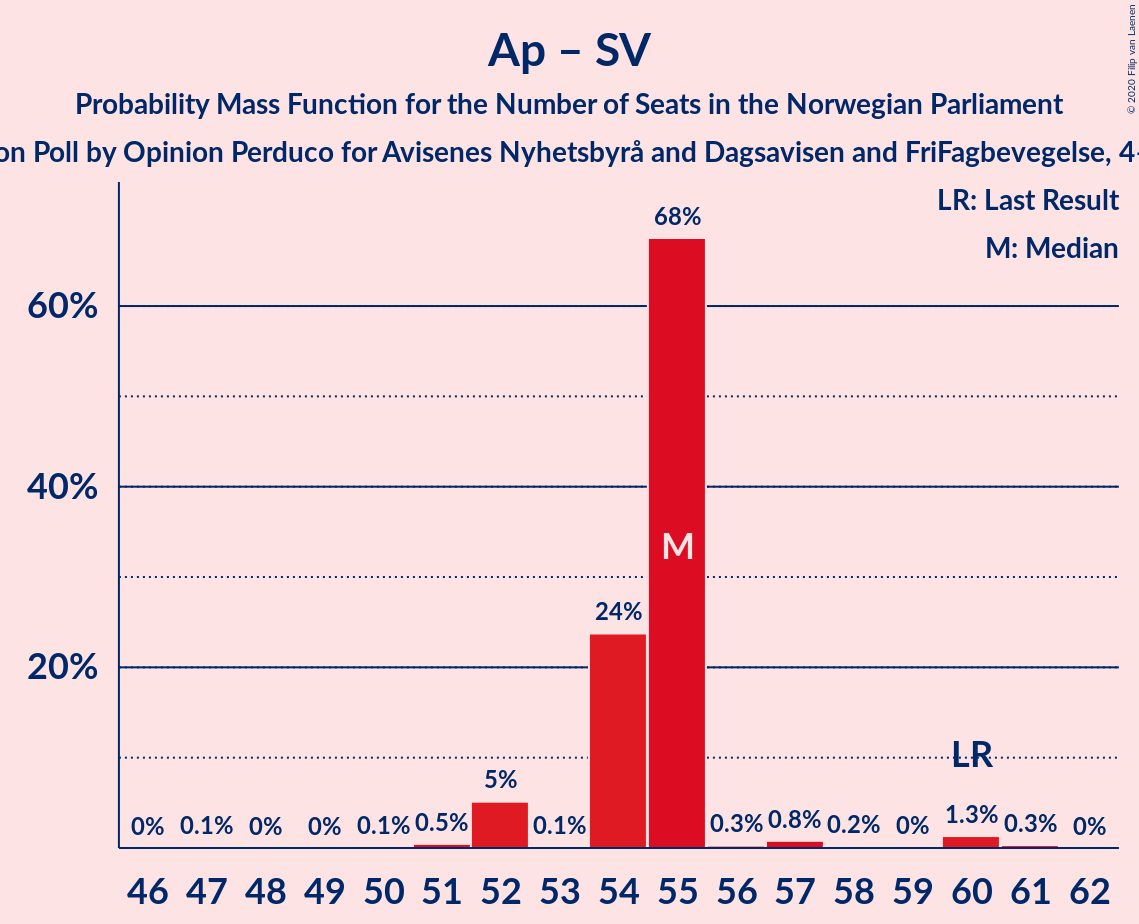 © 2020 Filip van Laenen
Ap – SV
Probability Mass Function for the Number of Seats in the Norwegian Parliament
on Poll by Opinion Perduco for Avisenes Nyhetsbyrå and Dagsavisen and FriFagbevegelse, 4-
LR: Last Result
M: Median
68%
60%
40%
M
24%
20%
LR
5%
0% 0.1% 0% 0% 0.1% 0.5% 0.1% 0.3% 0.8% 0.2% 0% 1.3% 0.3% 0%
46 47 48 49 50 51 52 53 54 55 56 57 58 59 60 61 62